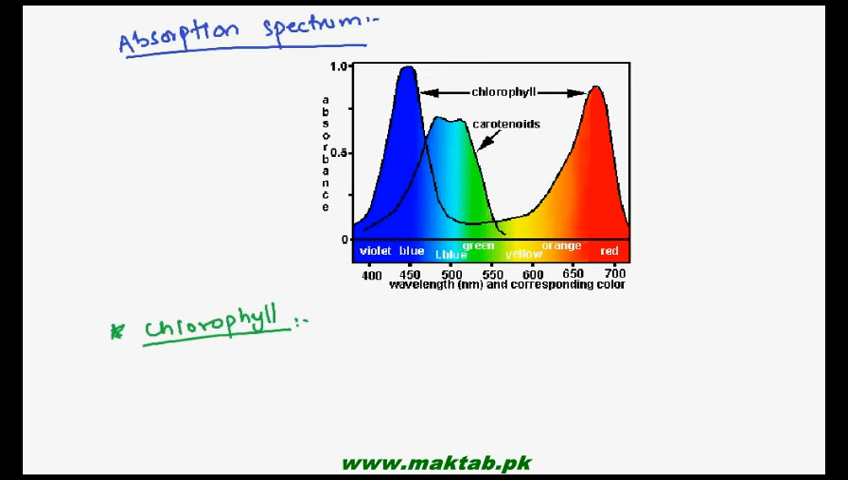 Absorption spectrum:-
1.0
chlorophyll
carotenoids
absorbance
0.5
0
violet blue L.blue green yellow orange red
400 450 500 550 600 650 700
wavelength (nm) and corresponding color
* chlorophyll :-
www.maktab.pk